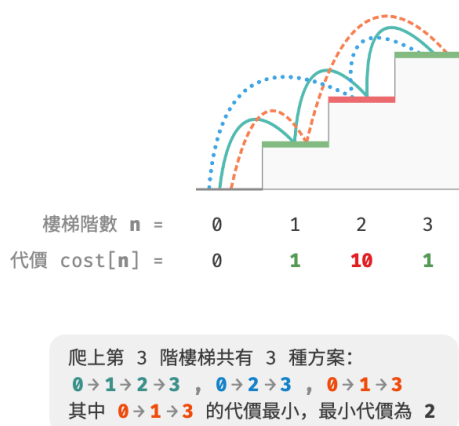 樓梯階數 n = 0 1 2 3
代價 cost[n] = 0 1 10 1
爬上第 3 階樓梯共有 3 種方案：
0→1→2→3 , 0→2→3 , 0→1→3
其中 0→1→3 的代價最小，最小代價為 2